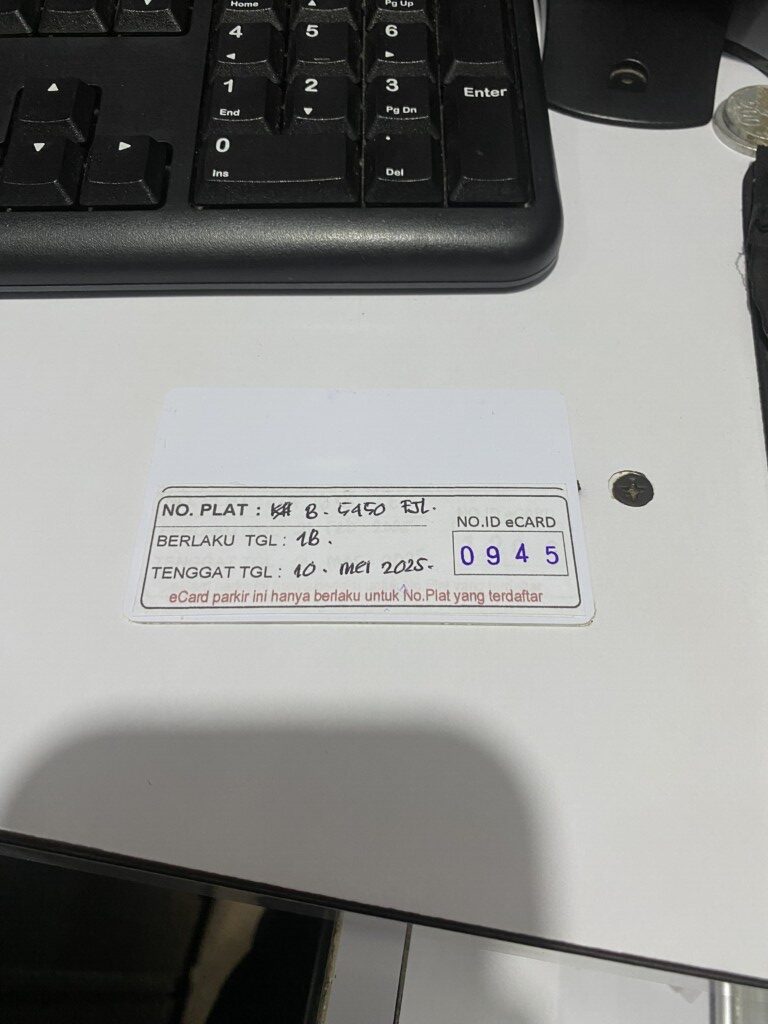 Home
Pg Up
4
5
6
1
End
2
3
Pg Dn
Enter
0
Ins
.
Del
NO. PLAT : B - 5450 FJL.
NO.ID eCARD
BERLAKU TGL : 1B.
0945
TENGGAT TGL : 10. Mei 2025.
eCard parkir ini hanya berlaku untuk No.Plat yang terdaftar